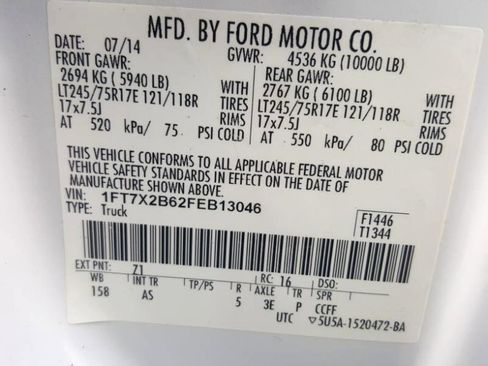 MFD. BY FORD MOTOR CO.
DATE: 07/14 GVWR: 4536 KG (10000 LB)
FRONT GAWR: REAR GAWR:
2694 KG ( 5940 LB) WITH 2767 KG ( 6100 LB) WITH
LT245/75R17E 121/118R TIRES LT245/75R17E 121/118R TIRES
17x7.5J RIMS 17x7.5J RIMS
AT 520 kPa/ 75 PSI COLD AT 550 kPa/ 80 PSI COLD
THIS VEHICLE CONFORMS TO ALL APPLICABLE FEDERAL MOTOR
VEHICLE SAFETY STANDARDS IN EFFECT ON THE DATE OF
MANUFACTURE SHOWN ABOVE.
VIN: 1FT7X2B62FEB13046 F1446
TYPE: Truck T1344
EXT PNT: Z1 RC: 16 DSO:
WB INT TR TP/PS R AXLE TR SPR
158 AS 5 3E P CCFF
UTC ▽5U5A-1520472-BA